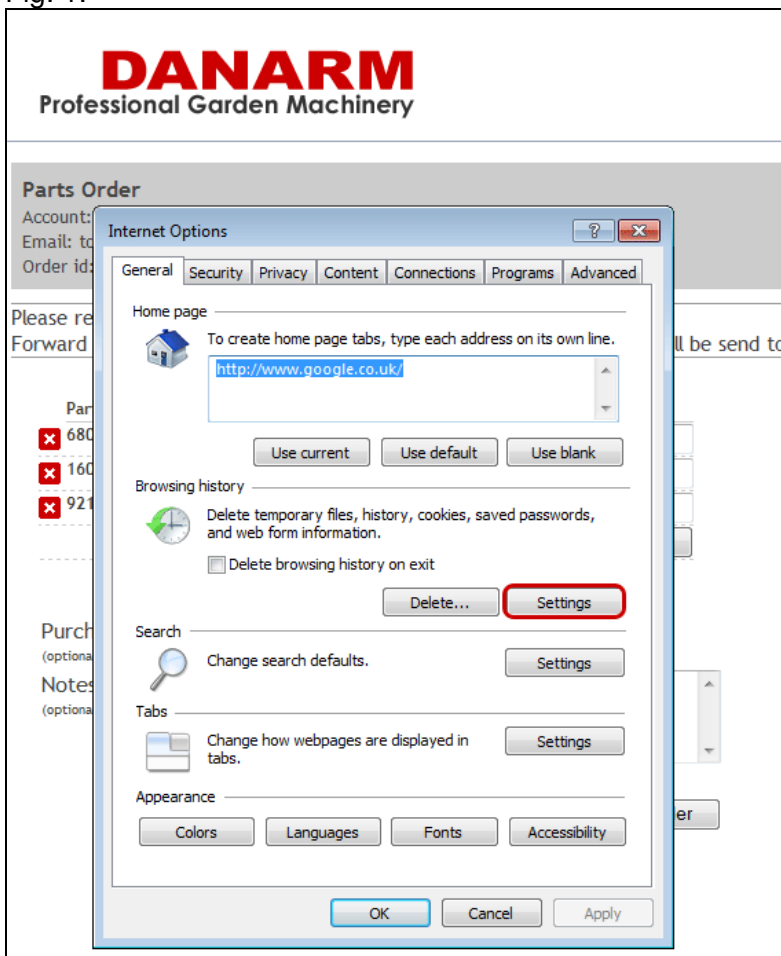 DANARM
Professional Garden Machinery
Parts Order
Account:
Email:
Order id:
Internet Options
General Security Privacy Content Connections Programs Advanced
Home page
To create home page tabs, type each address on its own line.
http://www.google.co.uk/
Use current Use default Use blank
Browsing history
Delete temporary files, history, cookies, saved passwords,
and web form information.
Delete browsing history on exit
Delete... Settings
Search
Change search defaults. Settings
Tabs
Change how webpages are displayed in
tabs.
Settings
Appearance
Colors Languages Fonts Accessibility
OK Cancel Apply
Please re
Forward ll be send to
Par
680
160
921
Purch
(optiona
Notes
(optiona
er